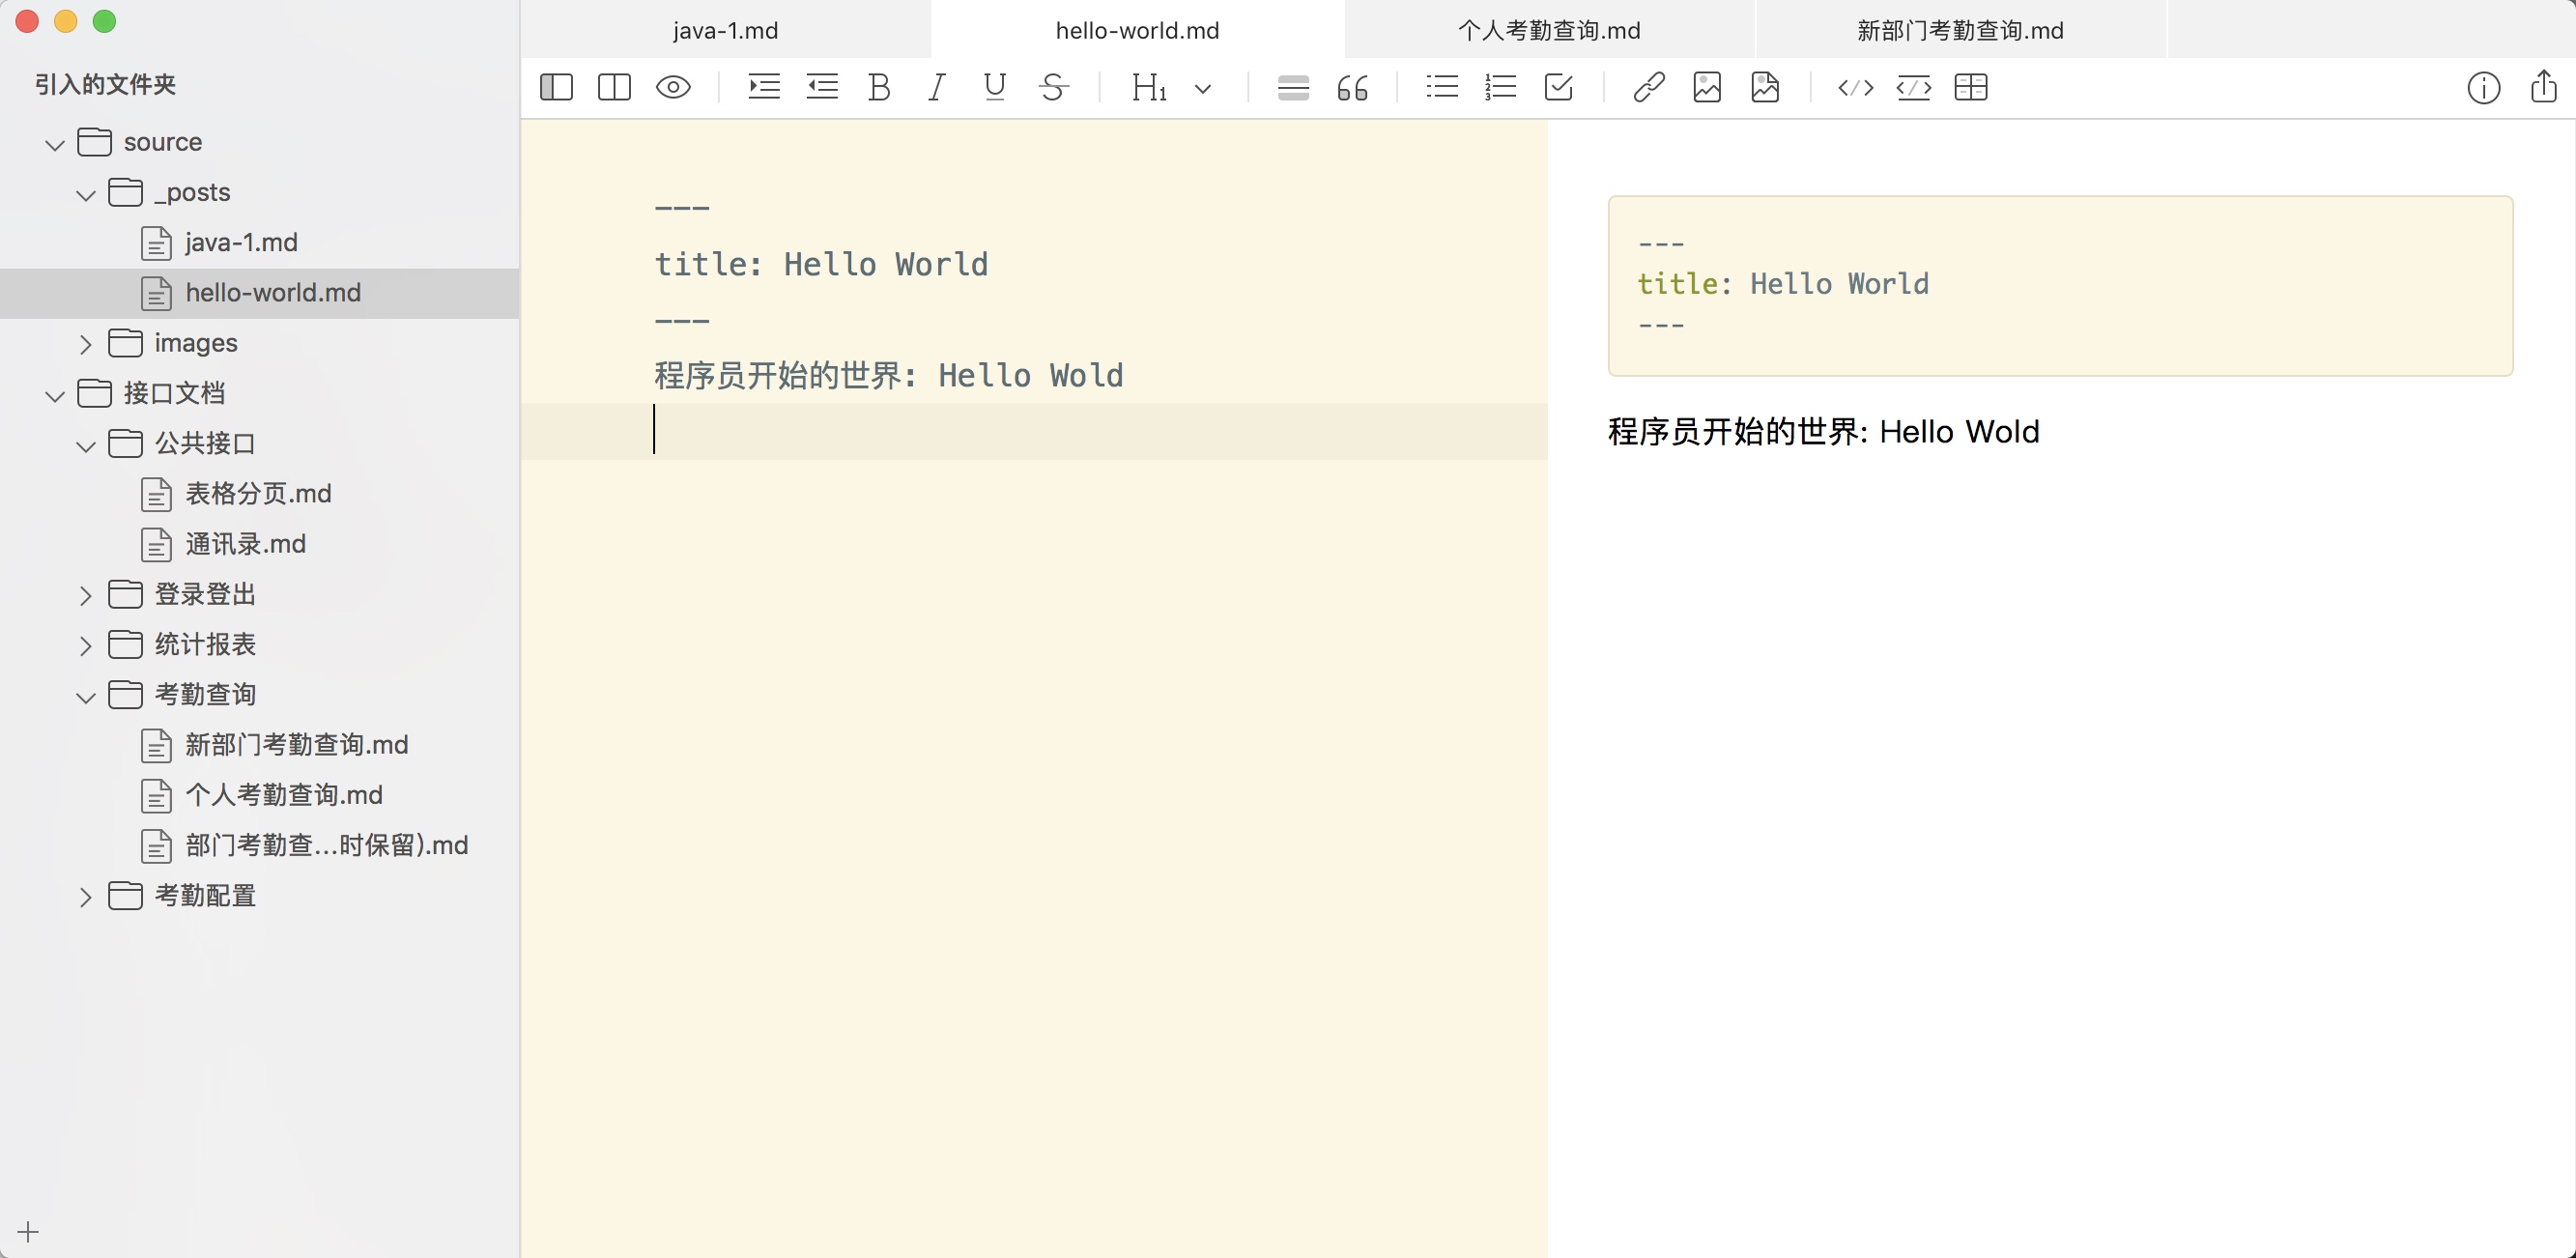 java-1.md
hello-world.md
个人考勤查询.md
新部门考勤查询.md
引入的文件夹
source
_posts
java-1.md
hello-world.md
images
接口文档
公共接口
表格分页.md
通讯录.md
登录登出
统计报表
考勤查询
新部门考勤查询.md
个人考勤查询.md
部门考勤查...时保留).md
考勤配置
H1
---
title: Hello World
---
程序员开始的世界: Hello Wold
---
title: Hello World
---
程序员开始的世界: Hello Wold